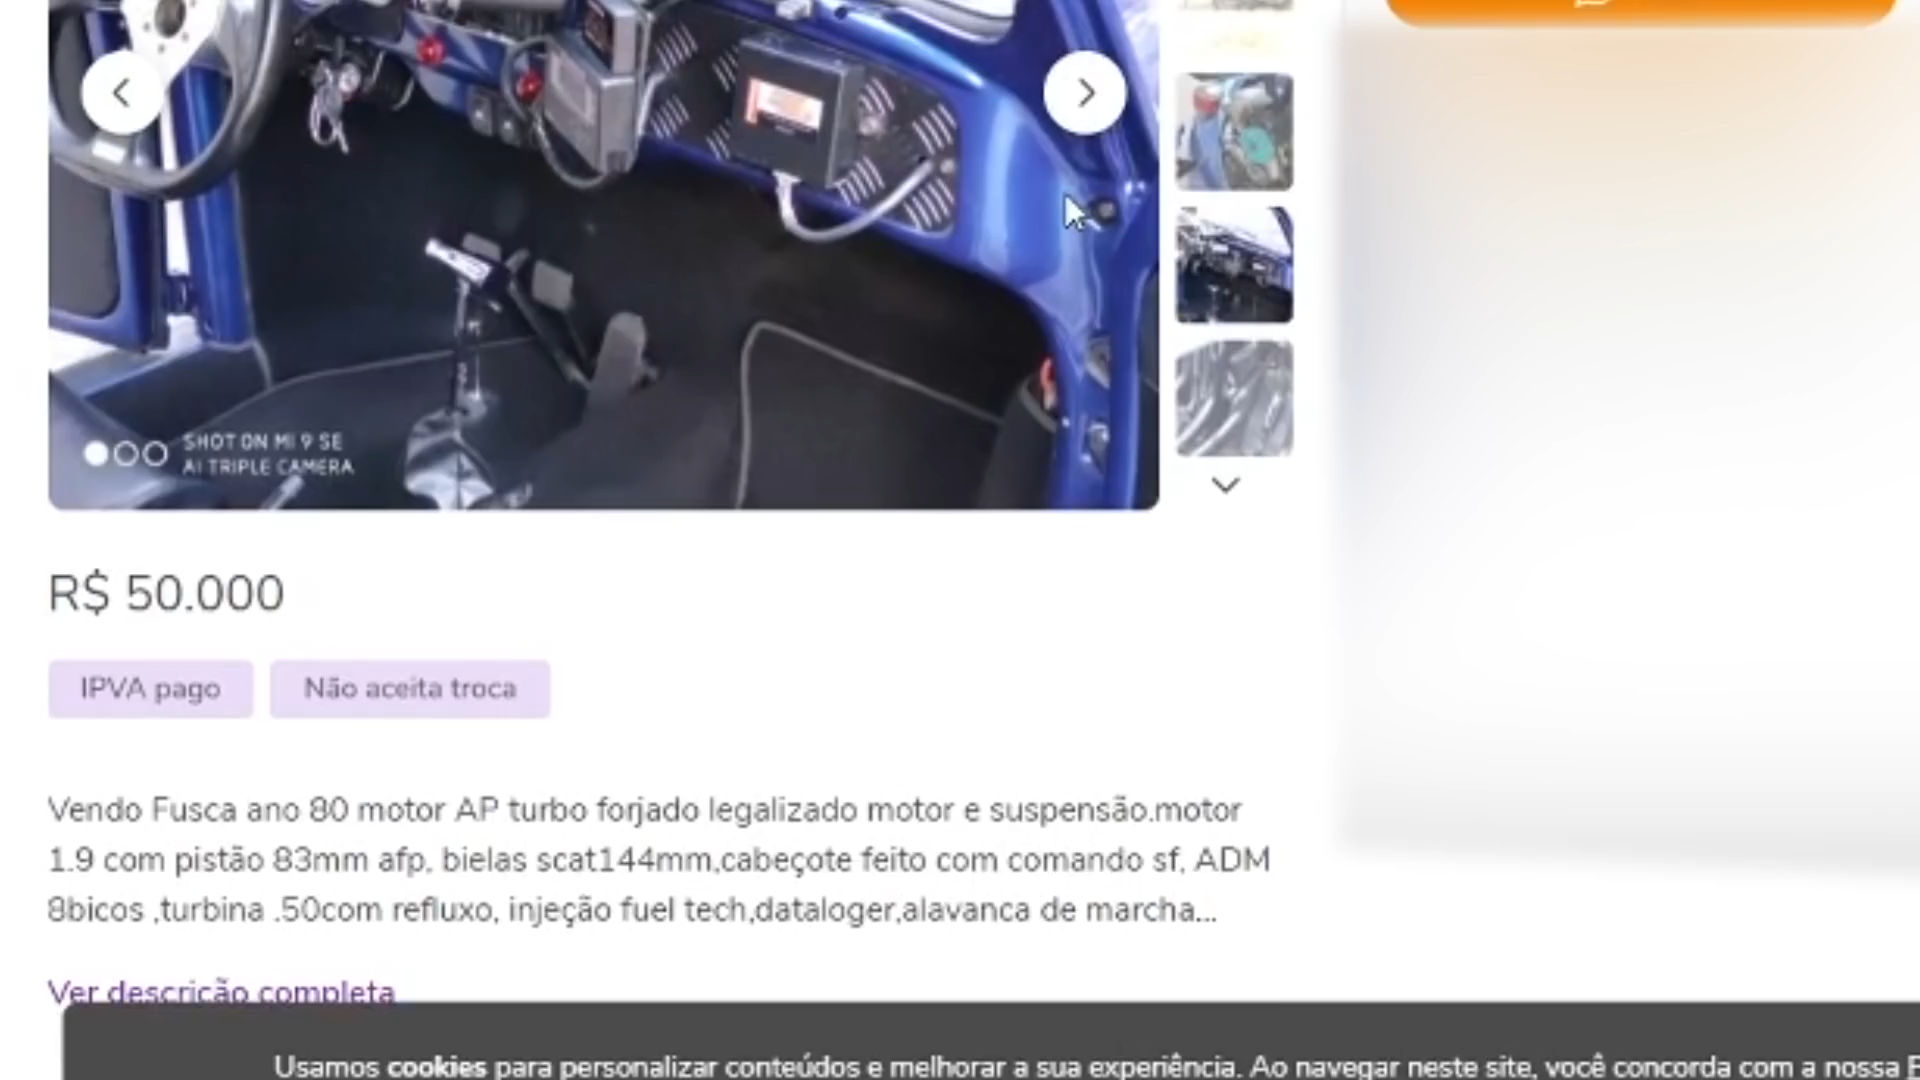 SHOT ON MI 9 SE
AI TRIPLE CAMERA
R$ 50.000
IPVA pago
Não aceita troca
Vendo Fusca ano 80 motor AP turbo forjado legalizado motor e suspensão.motor
1.9 com pistão 83mm afp, bielas scat144mm,cabeçote feito com comando sf, ADM
8bicos ,turbina .50com refluxo, injeção fuel tech,dataloger,alavanca de marcha...
Ver descrição completa
Usamos cookies para personalizar conteúdos e melhorar a sua experiência. Ao navegar neste site, você concorda com a nossa